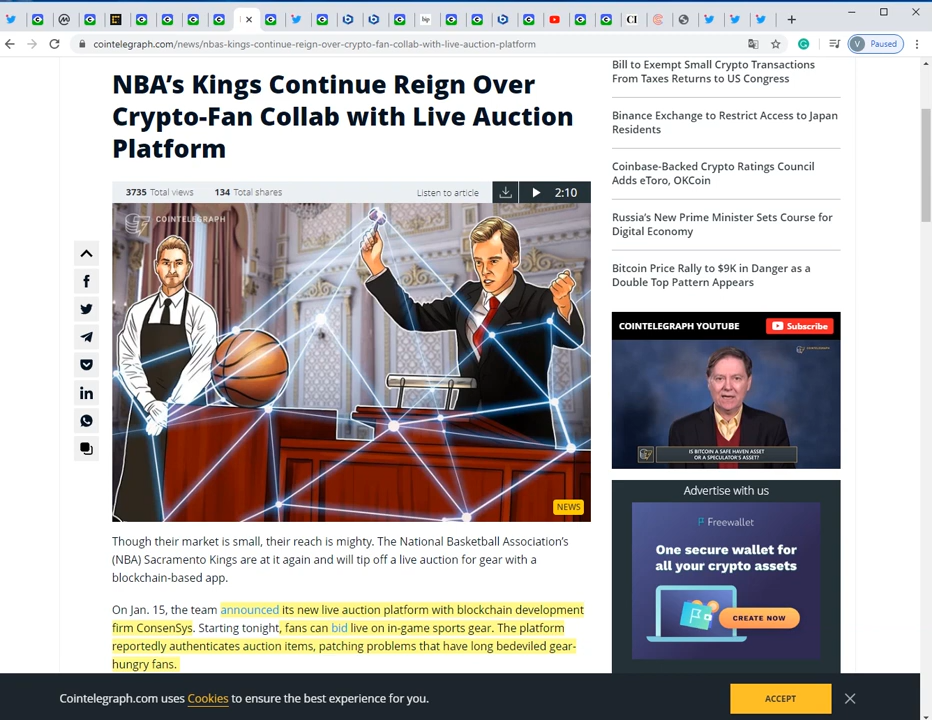 CI
Paused
cointelegraph.com/news/nbas-kings-continue-reign-over-crypto-fan-collab-with-live-auction-platform
NBA’s Kings Continue Reign Over
Crypto-Fan Collab with Live Auction
Platform
3735 Total views 134 Total shares
Listen to article
2:10
COINTELEGRAPH
NEWS
Though their market is small, their reach is mighty. The National Basketball Association’s
(NBA) Sacramento Kings are at it again and will tip off a live auction for gear with a
blockchain-based app.
On Jan. 15, the team announced its new live auction platform with blockchain development
firm ConsenSys. Starting tonight, fans can bid live on in-game sports gear. The platform
reportedly authenticates auction items, patching problems that have long bedeviled gear-
hungry fans.
Bill to Exempt Small Crypto Transactions
From Taxes Returns to US Congress
Binance Exchange to Restrict Access to Japan
Residents
Coinbase-Backed Crypto Ratings Council
Adds eToro, OKCoin
Russia’s New Prime Minister Sets Course for
Digital Economy
Bitcoin Price Rally to $9K in Danger as a
Double Top Pattern Appears
COINTELEGRAPH YOUTUBE
Subscribe
IS BITCOIN A SAFE HAVEN ASSET
OR A SPECULATOR'S ASSET?
Advertise with us
Freewallet
One secure wallet for
all your crypto assets
CREATE NOW
Cointelegraph.com uses Cookies to ensure the best experience for you.
ACCEPT